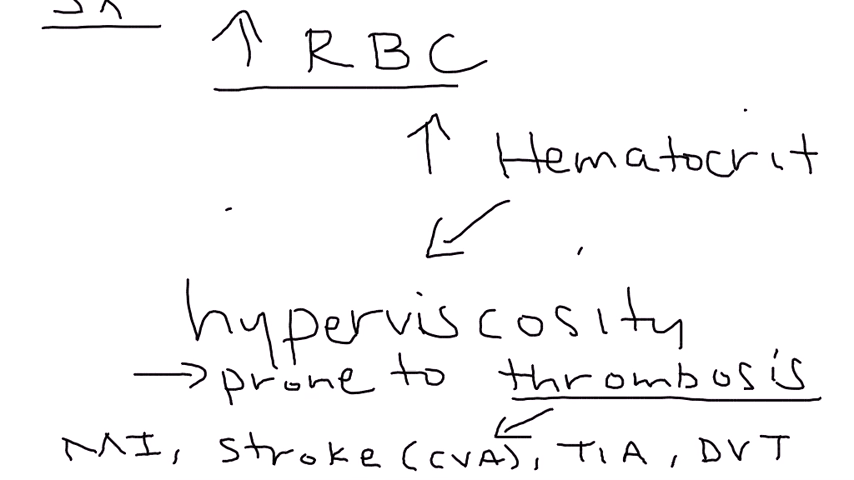 ↑ RBC
↑ Hematocrit
↙
hyperviscosity
→ prone to thrombosis
↙
MI, Stroke (CVA), TIA, DVT